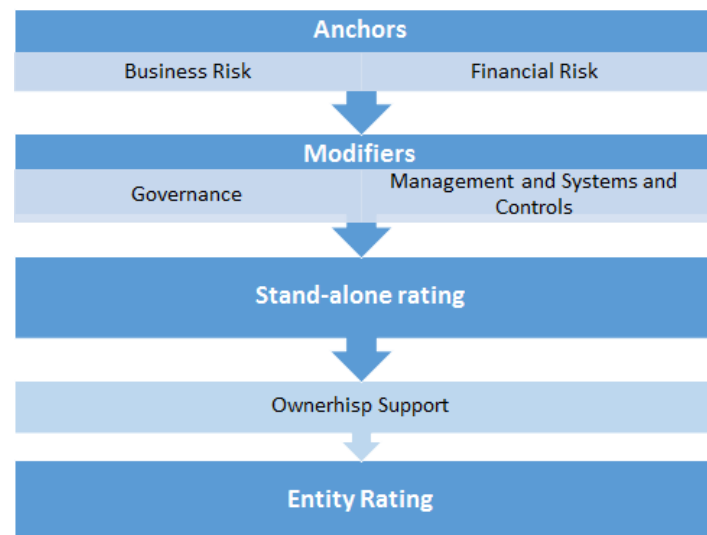 Anchors
Business Risk
Financial Risk
Modifiers
Governance
Management and Systems and
Controls
Stand-alone rating
Ownerhisp Support
Entity Rating